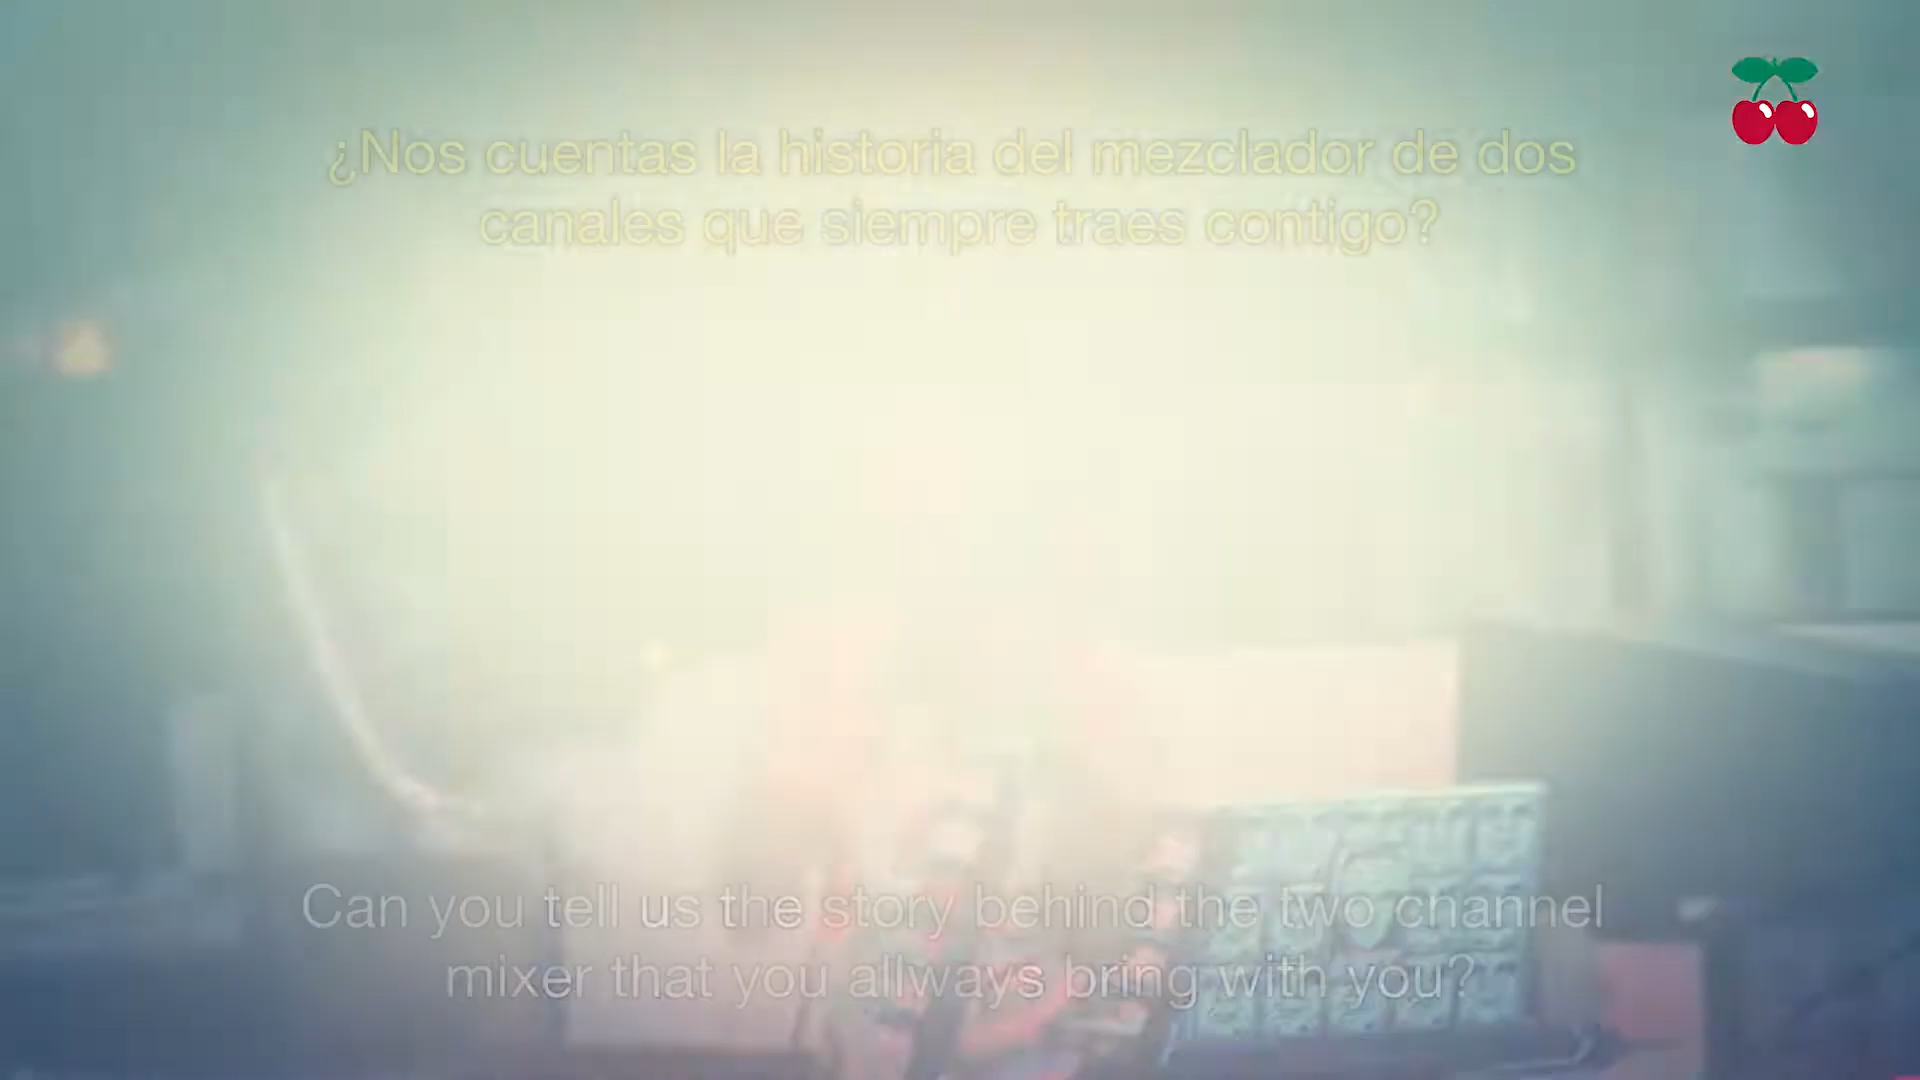 ¿Nos cuentas la historia del mezclador de dos
canales que siempre traes contigo?
Can you tell us the story behind the two channel
mixer that you allways bring with you?